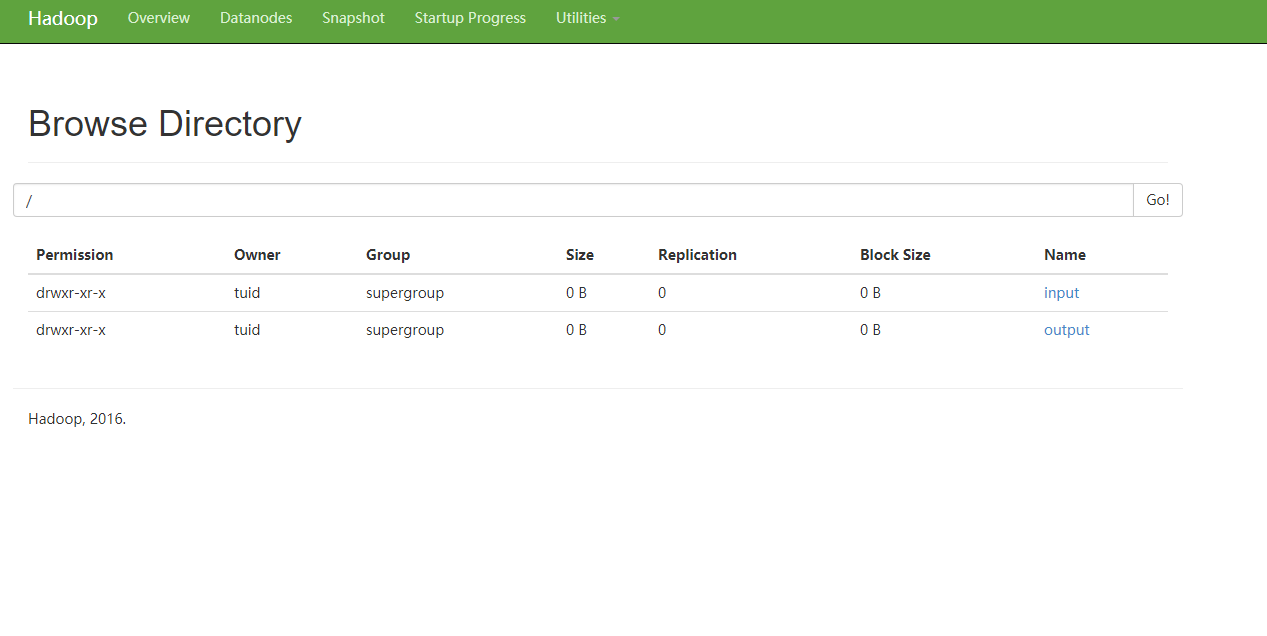 Hadoop Overview Datanodes Snapshot Startup Progress Utilities
Browse Directory
/ Go!
Permission Owner Group Size Replication Block Size Name
drwxr-xr-x tuid supergroup 0 B 0 0 B input
drwxr-xr-x tuid supergroup 0 B 0 0 B output
Hadoop, 2016.